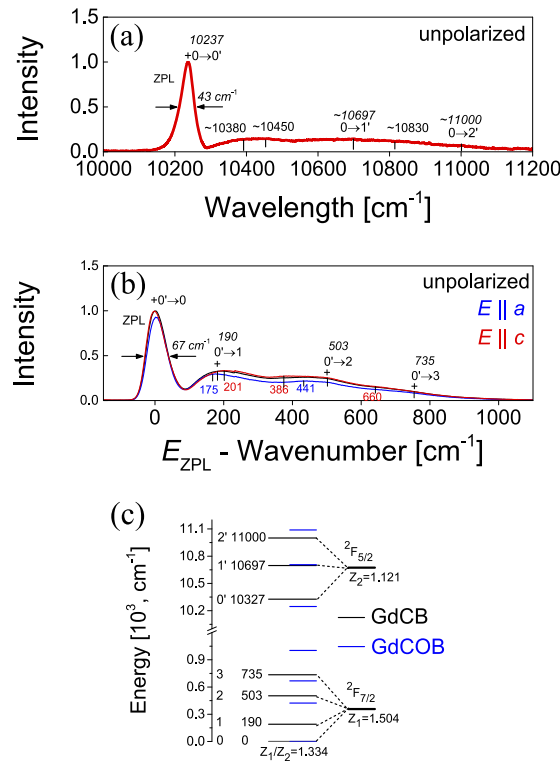 (a)
unpolarized
10237
+0→0'
ZPL
43 cm⁻¹
~10380
~10450
~10697
0→1'
~10830
~11000
0→2'
Intensity
1.5
1.0
0.5
0.0
10000 10200 10400 10600 10800 11000 11200
Wavelength [cm⁻¹]
(b)
unpolarized
E || a
E || c
+0'→0
ZPL
67 cm⁻¹
190
0'→1
503
0'→2
735
0'→3
175
201
386
441
660
Intensity
1.5
1.0
0.5
0.0
0 200 400 600 800 1000
E_ZPL - Wavenumber [cm⁻¹]
(c)
Energy [10³, cm⁻¹]
11.1
10.8
10.5
10.2
0.9
0.6
0.3
0.0
2' 11000
1' 10697
0' 10327
3 735
2 503
1 190
0 0
²F₅/₂
Z₂=1.121
GdCB
GdCOB
²F₇/₂
Z₁=1.504
Z₁/Z₂=1.334